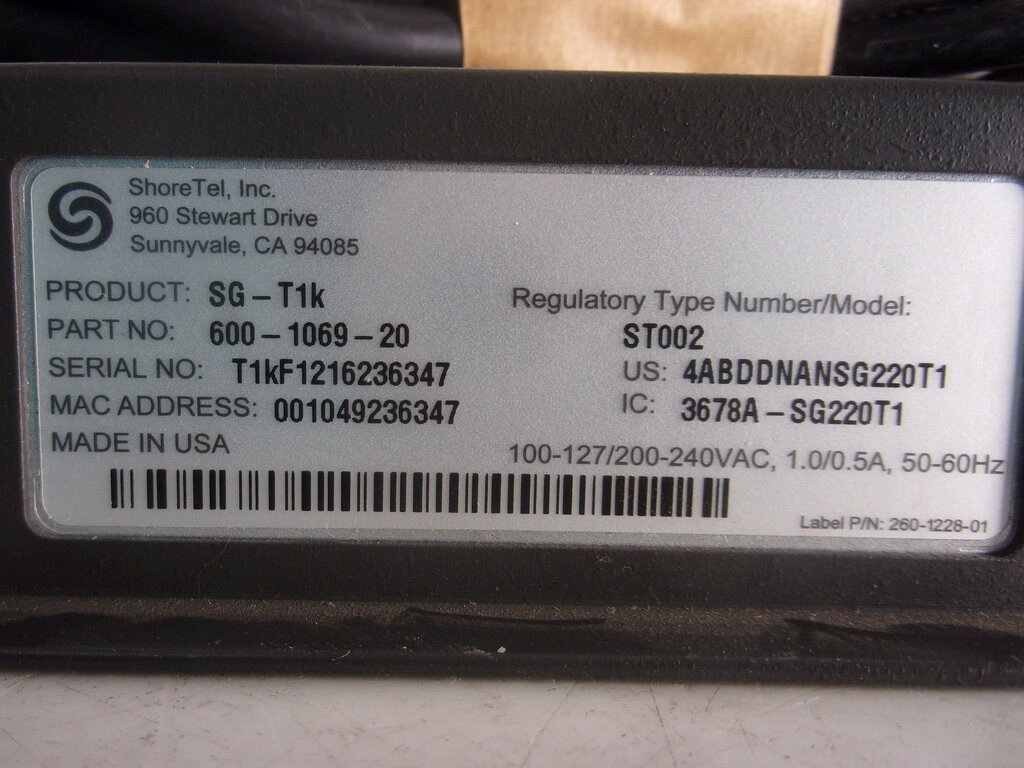 ShoreTel, Inc.
960 Stewart Drive
Sunnyvale, CA 94085
PRODUCT: SG – T1k
PART NO: 600 – 1069 – 20
SERIAL NO: T1kF1216236347
MAC ADDRESS: 001049236347
MADE IN USA
Regulatory Type Number/Model:
ST002
US: 4ABDDNANSG220T1
IC: 3678A – SG220T1
100-127/200-240VAC, 1.0/0.5A, 50-60Hz
Label P/N: 260-1228-01